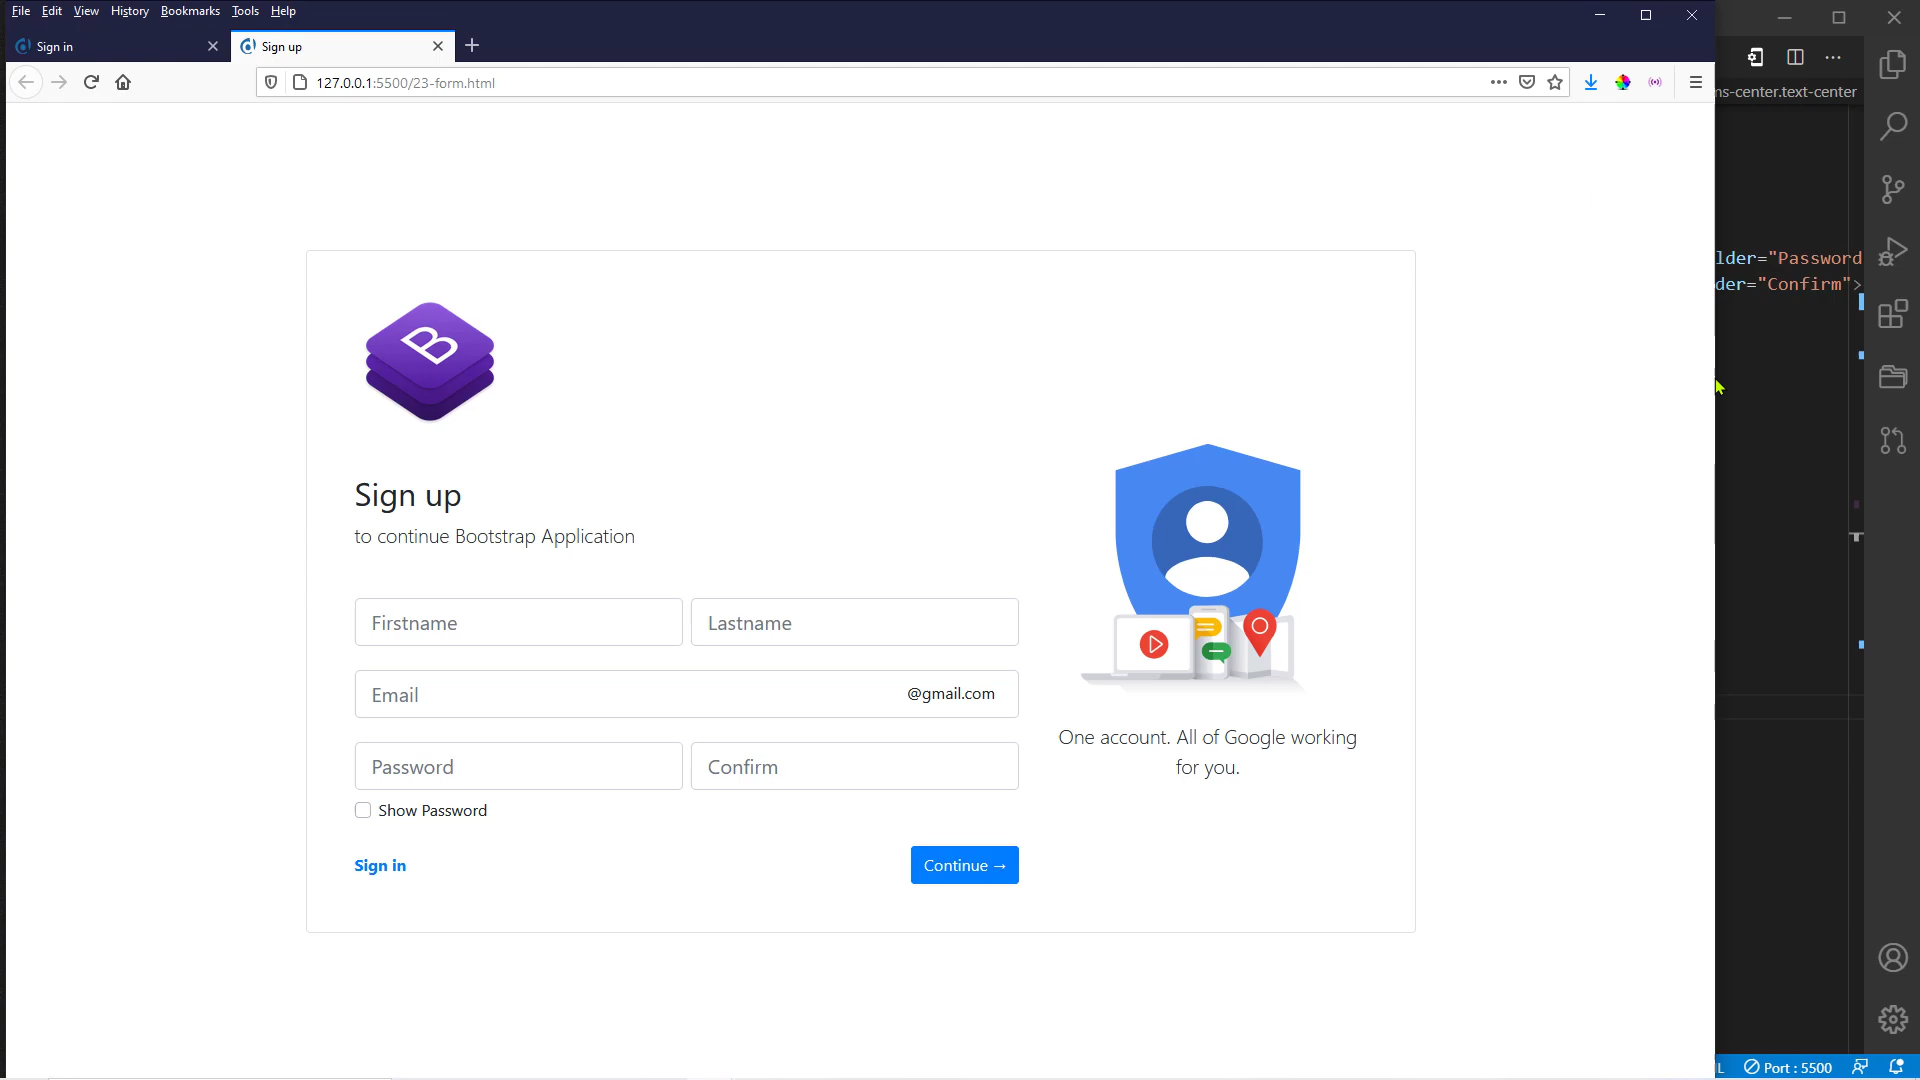 File Edit View History Bookmarks Tools Help
Sign in
Sign up
127.0.0.1:5500/23-form.html
ns-center.text-center
lder="Password
der="Confirm">
B
Sign up
to continue Bootstrap Application
Firstname
Lastname
Email
@gmail.com
Password
Confirm
Show Password
Sign in
Continue →
One account. All of Google working
for you.
Port : 5500